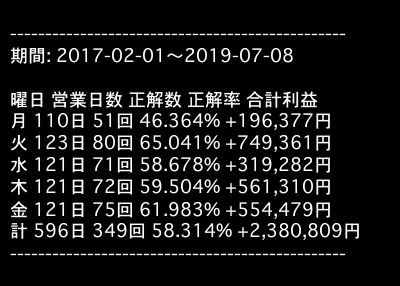 ------------------------------------------------
期間: 2017-02-01～2019-07-08
曜日 営業日数 正解数 正解率 合計利益
月 110日 51回 46.364% +196,377円
火 123日 80回 65.041% +749,361円
水 121日 71回 58.678% +319,282円
木 121日 72回 59.504% +561,310円
金 121日 75回 61.983% +554,479円
計 596日 349回 58.314% +2,380,809円
------------------------------------------------